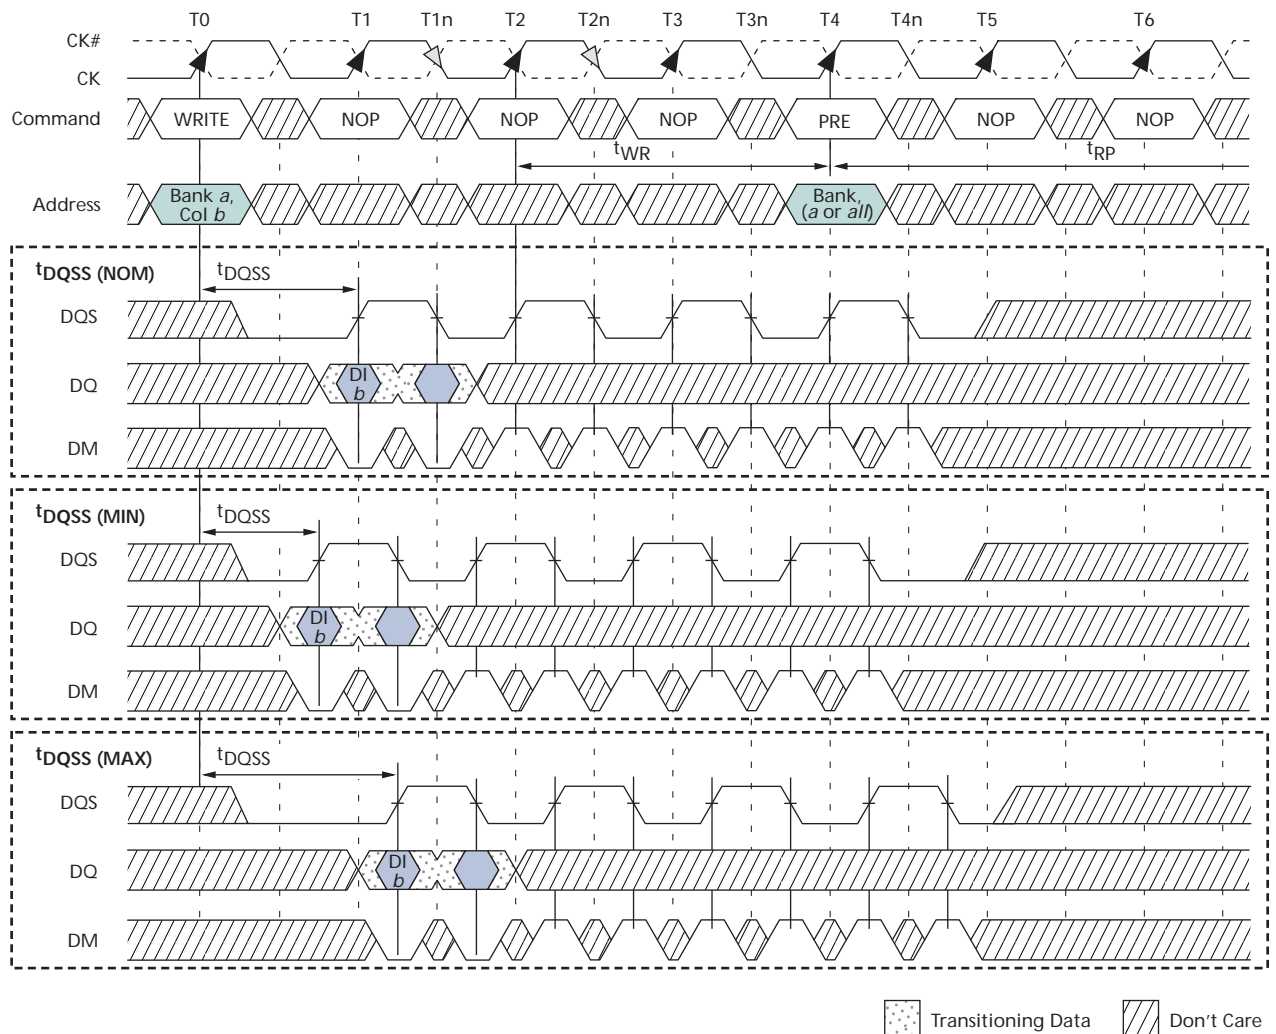 T0 T1 T1n T2 T2n T3 T3n T4 T4n T5 T6
CK#
CK
Command WRITE NOP NOP NOP PRE NOP NOP
tWR tRP
Address Bank a, Col b Bank, (a or all)
tDQSS (NOM) tDQSS
DQS
DQ DI b
DM
tDQSS (MIN) tDQSS
DQS
DQ DI b
DM
tDQSS (MAX) tDQSS
DQS
DQ DI b
DM
Transitioning Data Don't Care